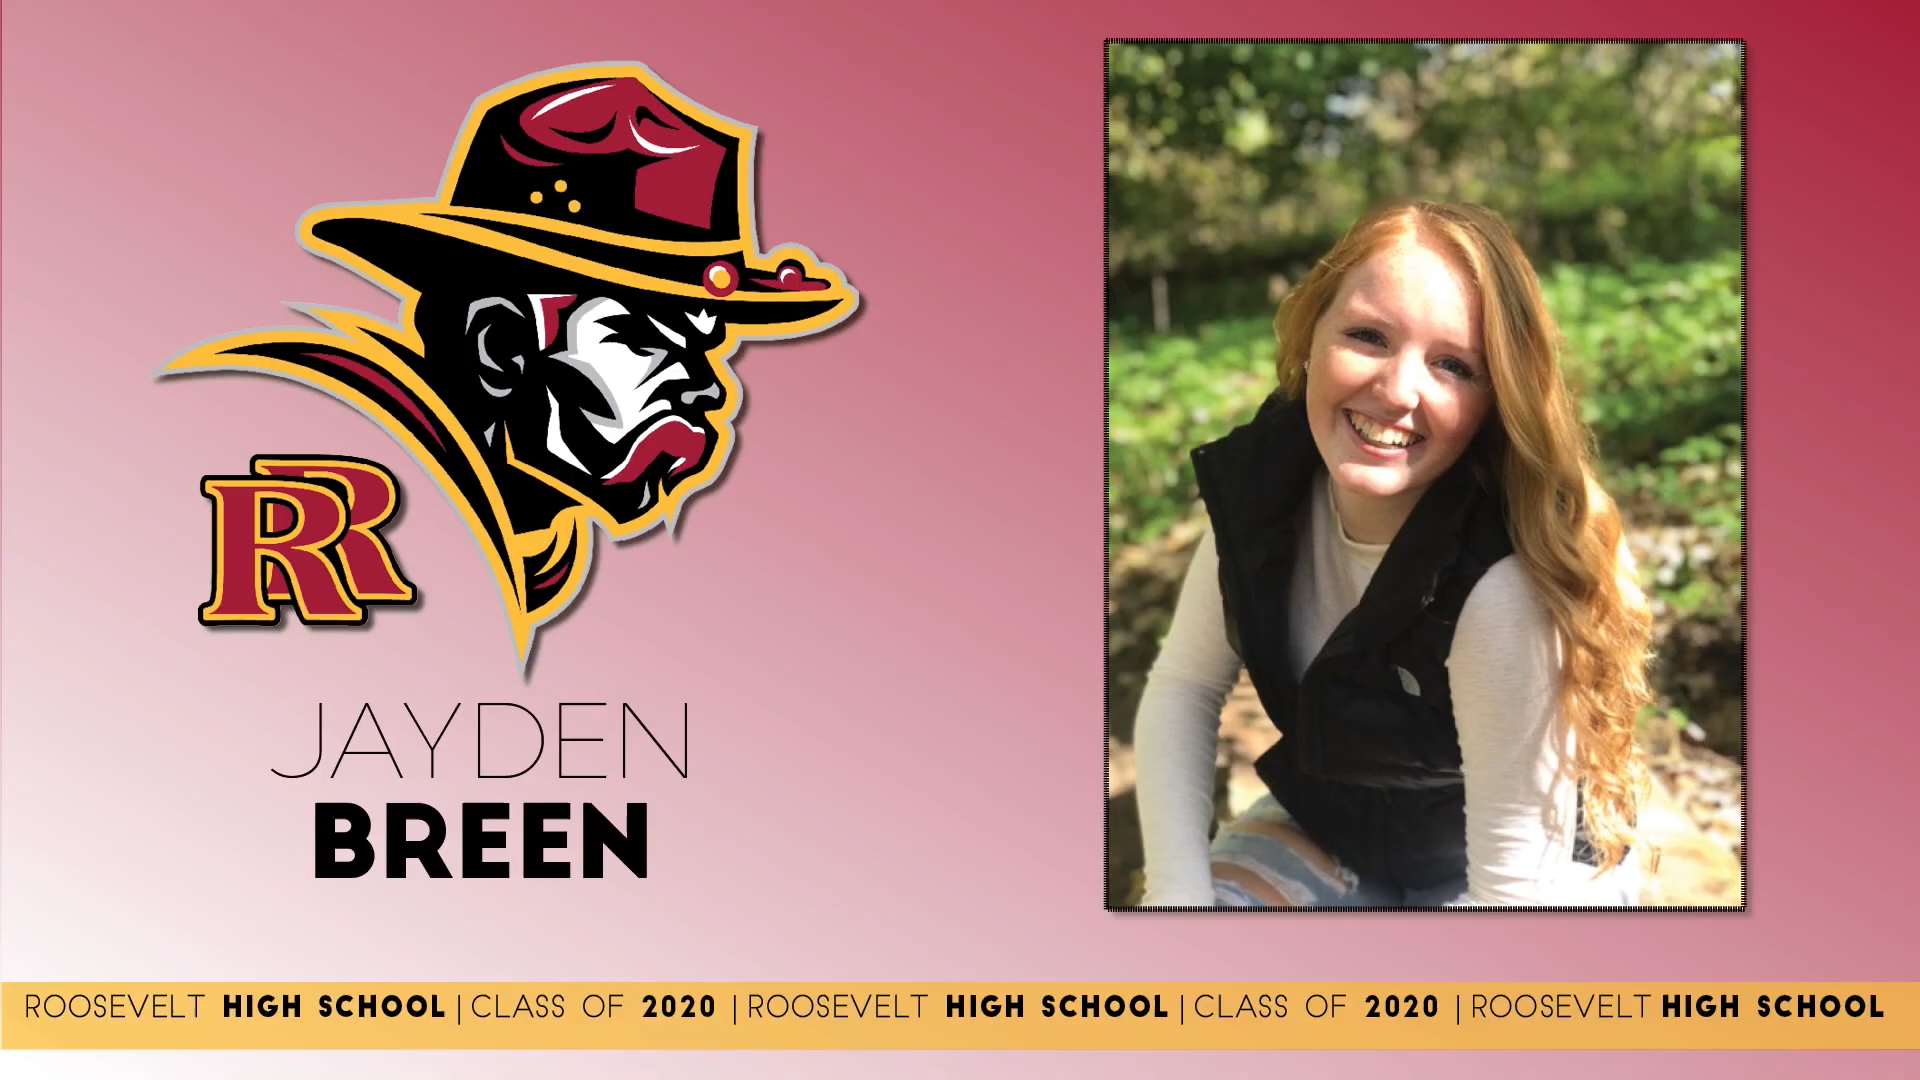 RR
JAYDEN
BREEN
ROOSEVELT HIGH SCHOOL | CLASS OF 2020 | ROOSEVELT HIGH SCHOOL | CLASS OF 2020 | ROOSEVELT HIGH SCHOOL